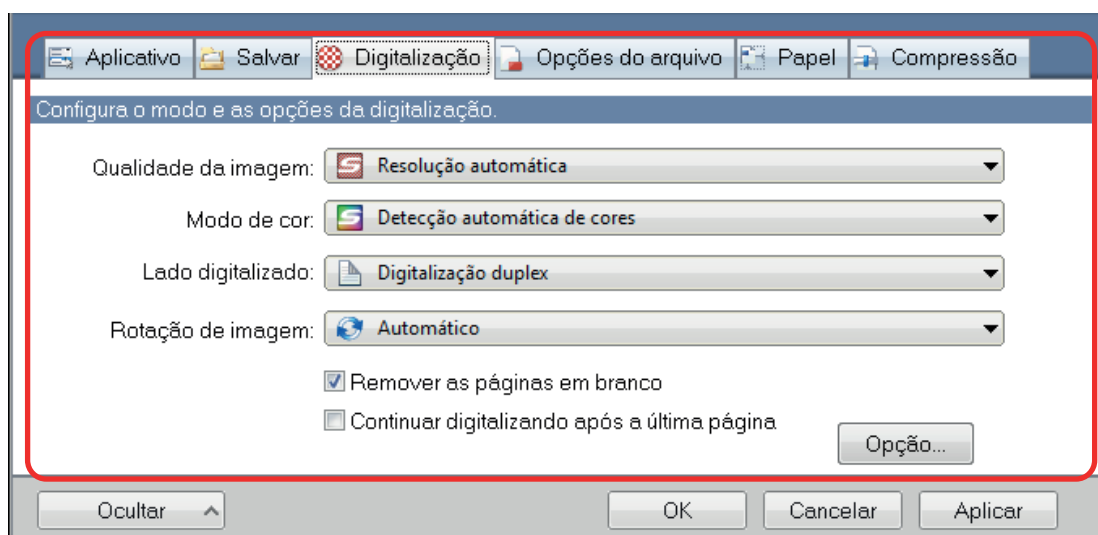 Aplicativo Salvar Digitalização Opções do arquivo Papel Compressão
Configura o modo e as opções da digitalização.
Qualidade da imagem: Resolução automática
Modo de cor: Detecção automática de cores
Lado digitalizado: Digitalização duplex
Rotação de imagem: Automático
Remover as páginas em branco
Continuar digitalizando após a última página
Opção...
Ocultar OK Cancelar Aplicar